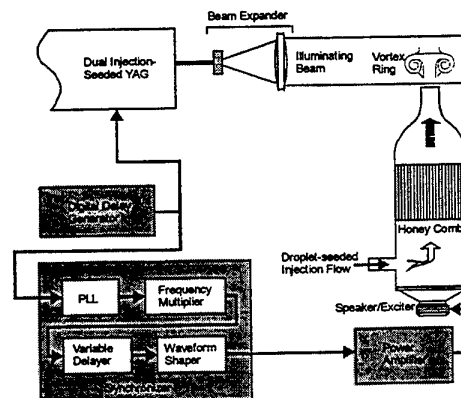 Beam Expander
Dual Injection-
Seeded YAG
Illuminating
Beam
Vortex
Ring
Digital Delay
Generator
Honey Comb
Droplet-seeded
Injection Flow
PLL
Frequency
Multiplier
Speaker/Exciter
Variable
Delayer
Waveform
Shaper
Power
Amplifier
Synchronizer